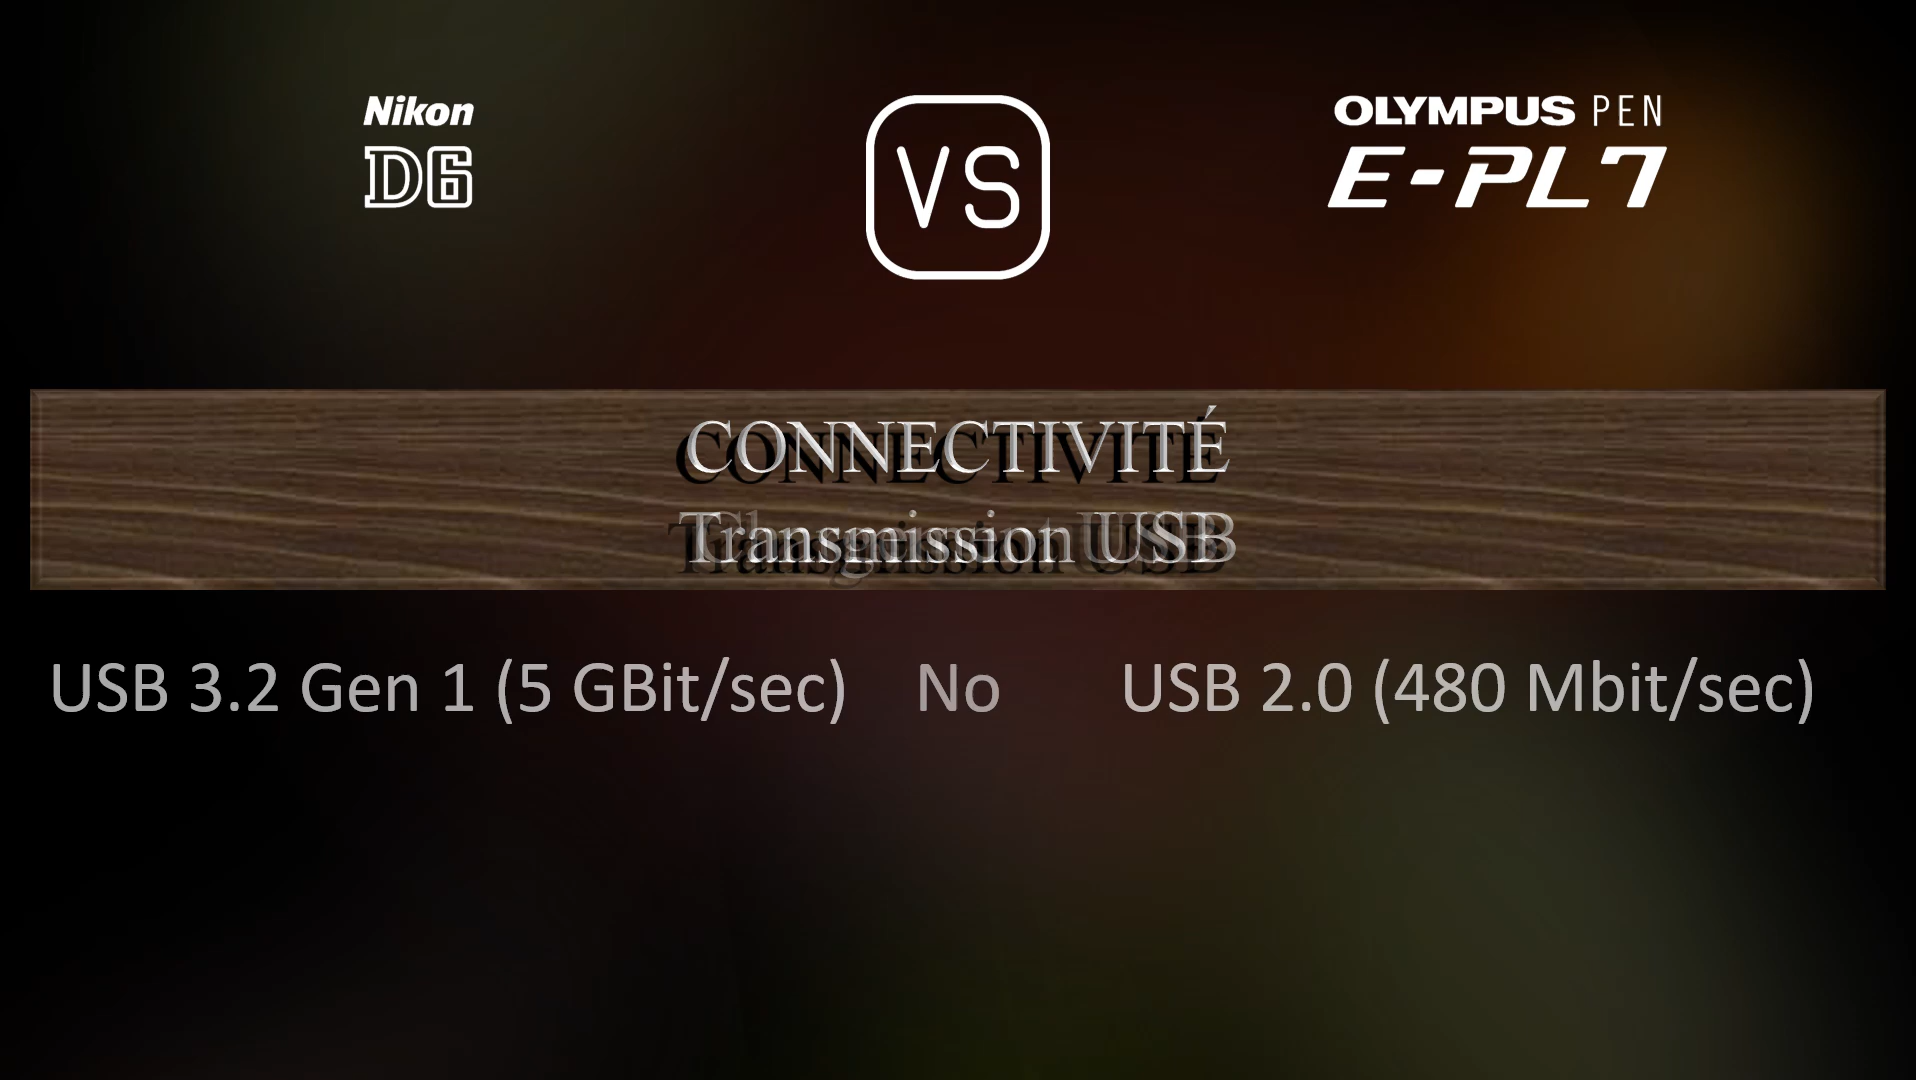 Nikon
D6
VS
OLYMPUS PEN
E-PL7
CONNECTIVITÉ
Transmission USB
USB 3.2 Gen 1 (5 GBit/sec) No USB 2.0 (480 Mbit/sec)